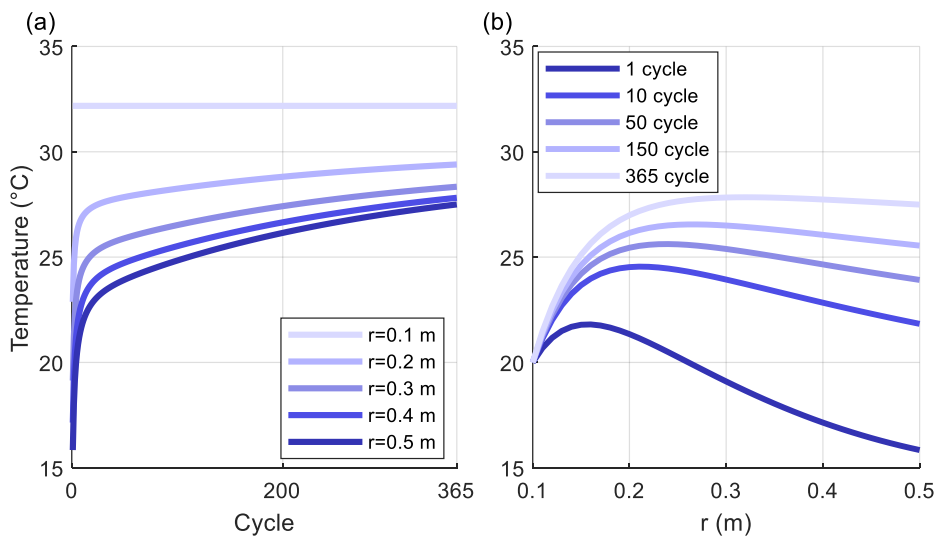 (a)
35
30
25
20
15
Temperature (°C)
0
200
365
Cycle
r=0.1 m
r=0.2 m
r=0.3 m
r=0.4 m
r=0.5 m
(b)
35
30
25
20
15
1 cycle
10 cycle
50 cycle
150 cycle
365 cycle
0.1
0.2
0.3
0.4
0.5
r (m)